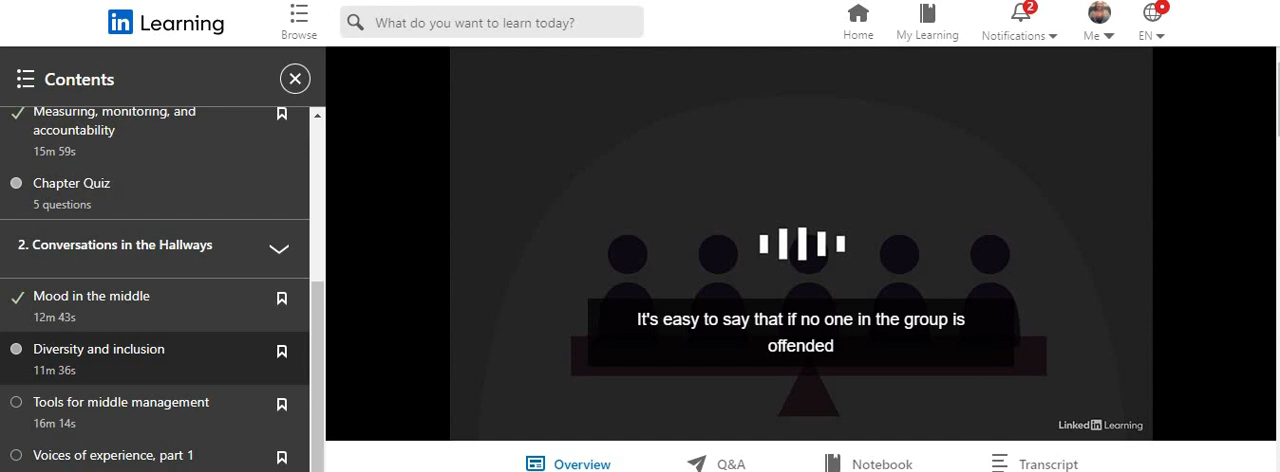 in Learning
Browse
What do you want to learn today?
Home
My Learning
2
Notifications
Me
EN
Contents
Measuring, monitoring, and
accountability
15m 59s
Chapter Quiz
5 questions
2. Conversations in the Hallways
Mood in the middle
12m 43s
Diversity and inclusion
11m 36s
Tools for middle management
16m 14s
Voices of experience, part 1
It's easy to say that if no one in the group is
offended
Linked in Learning
Overview
Q&A
Notebook
Transcript